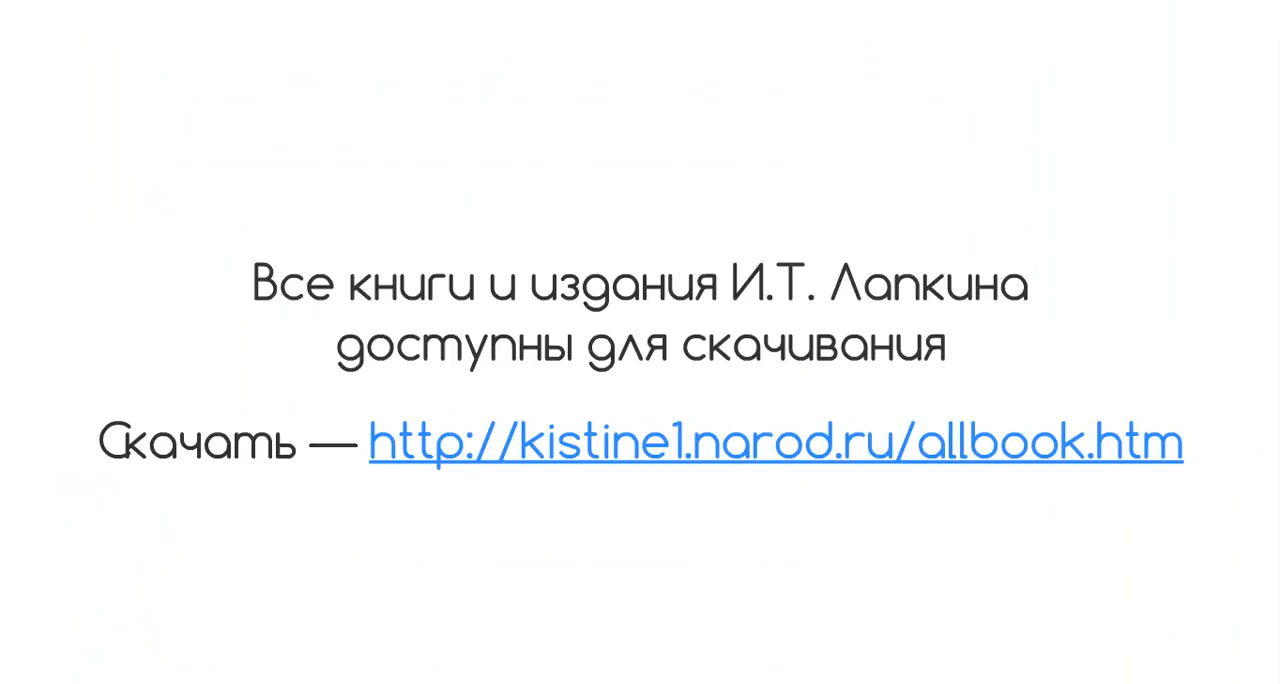 Все книги и издания И.Т. Лапкина
доступны для скачивания
Скачать — http://kistine1.narod.ru/allbook.htm